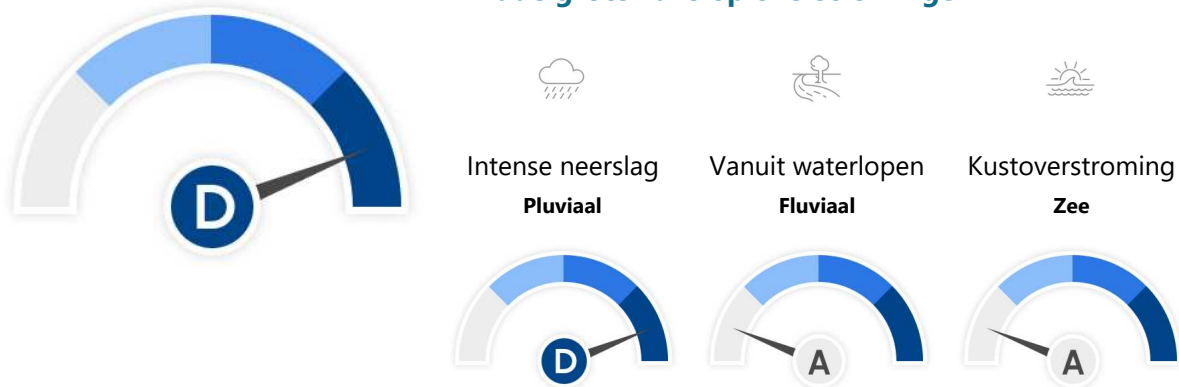 D
Intense neerslag
Vanuit waterlopen
Kustoverstroming
Pluviaal
Fluviaal
Zee
D
A
A